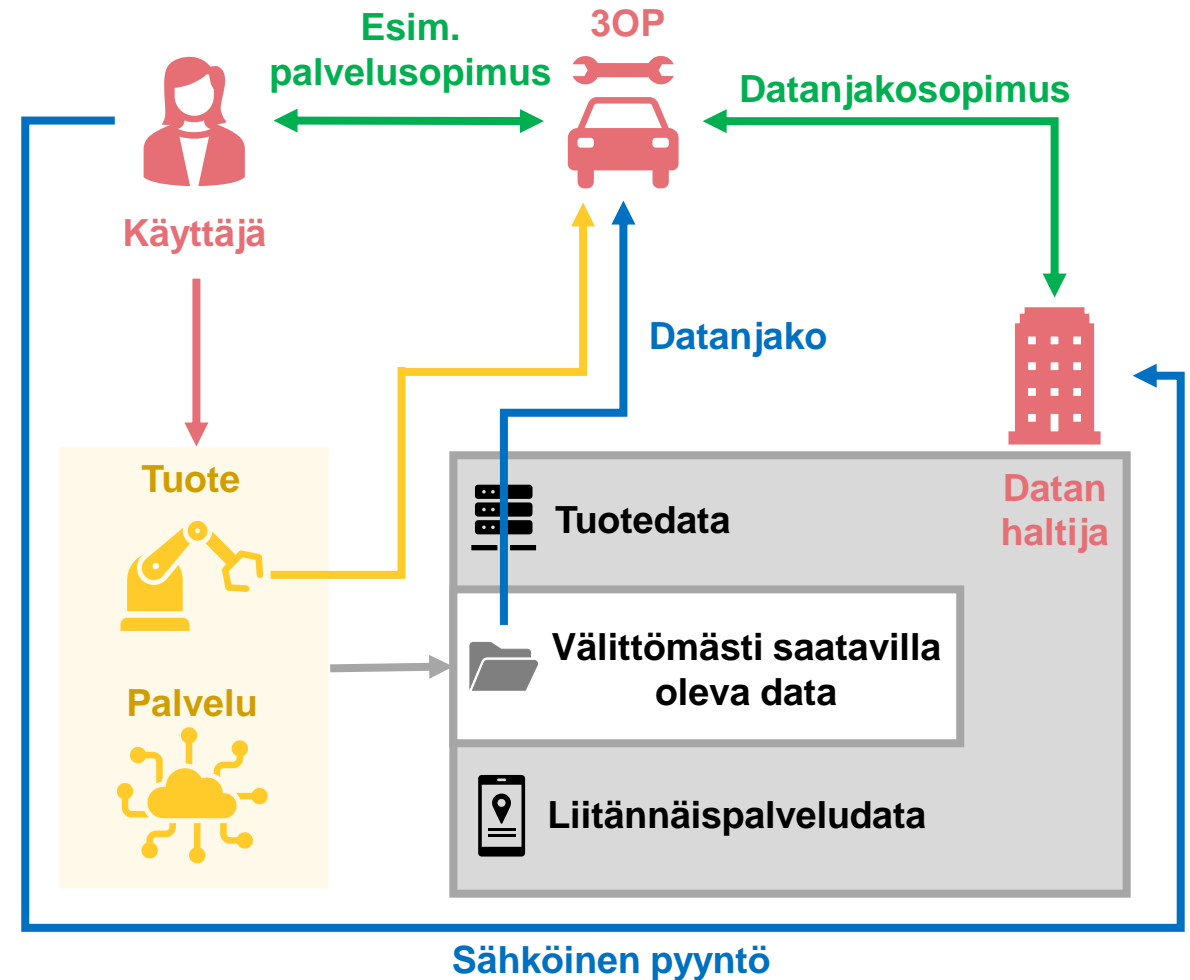 Esim.
palvelusopimus
3OP
Datanjakosopimus
Käyttäjä
Datanjako
Tuote
Tuotedata
Datan
haltija
Välittömästi saatavilla
oleva data
Palvelu
Liitännäispalveludata
Sähköinen pyyntö